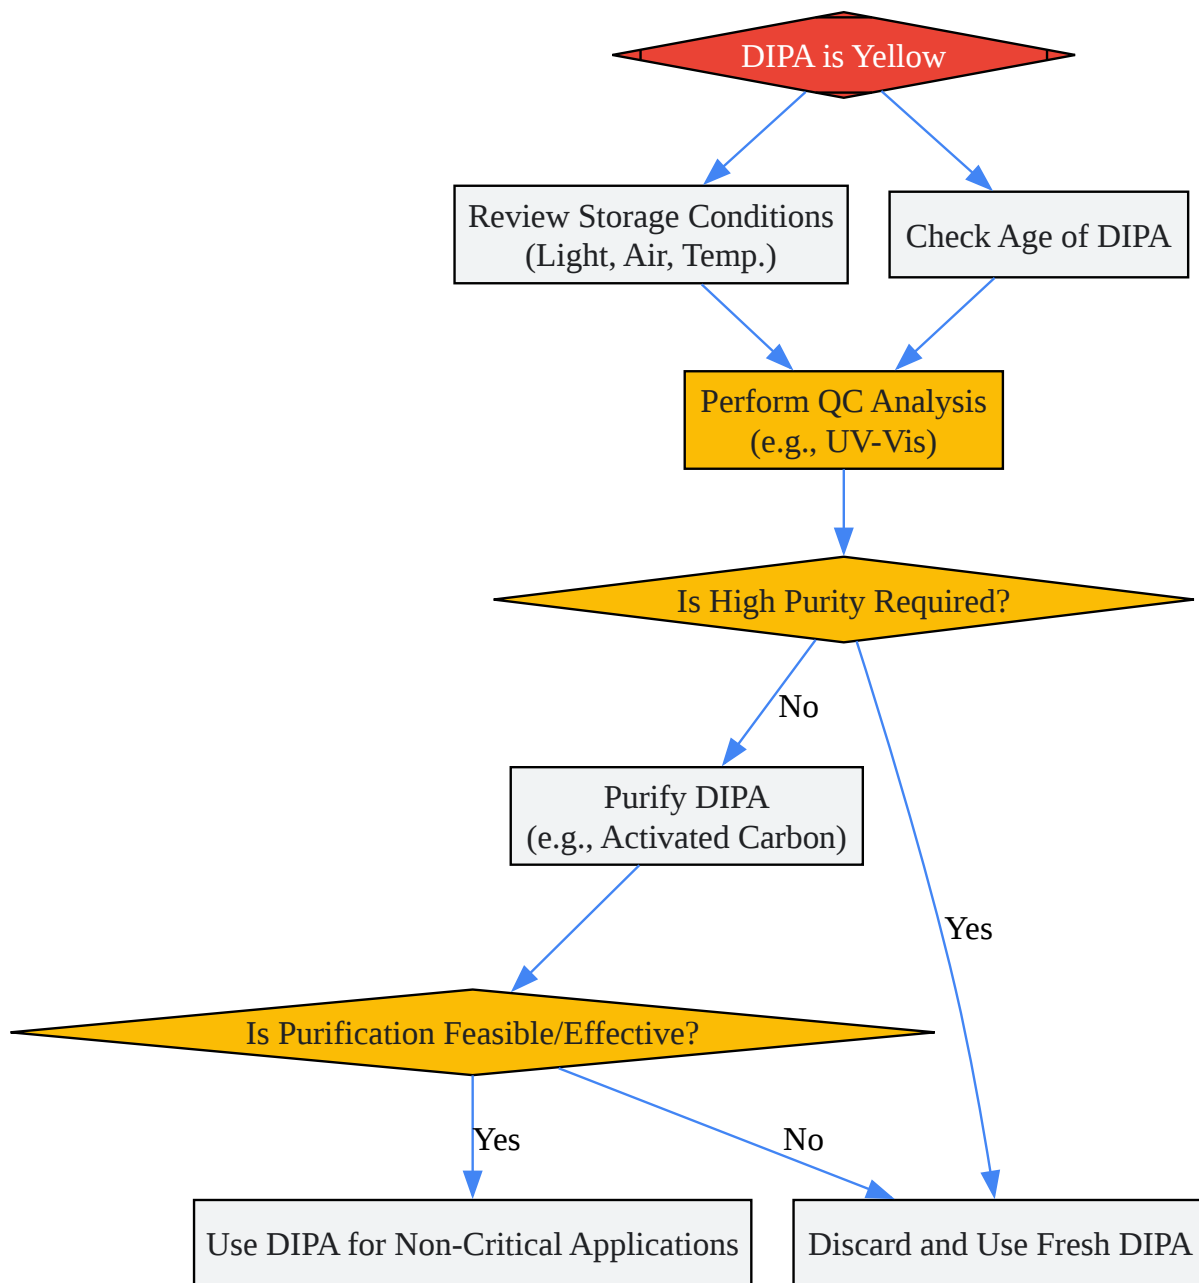 DIPA is Yellow
Review Storage Conditions
(Light, Air, Temp.)
Check Age of DIPA
Perform QC Analysis
(e.g., UV-Vis)
Is High Purity Required?
No
Purify DIPA
(e.g., Activated Carbon)
Yes
Is Purification Feasible/Effective?
Yes
No
Use DIPA for Non-Critical Applications
Discard and Use Fresh DIPA